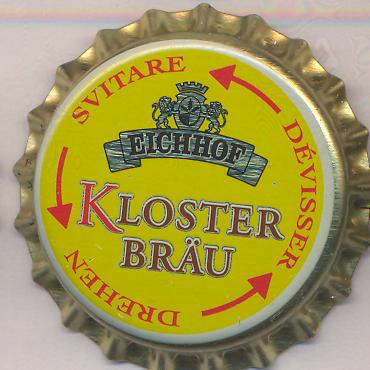 SVITARE
EICHHOF
KLOSTER
BRÄU
DÉVISSER
DREHEN